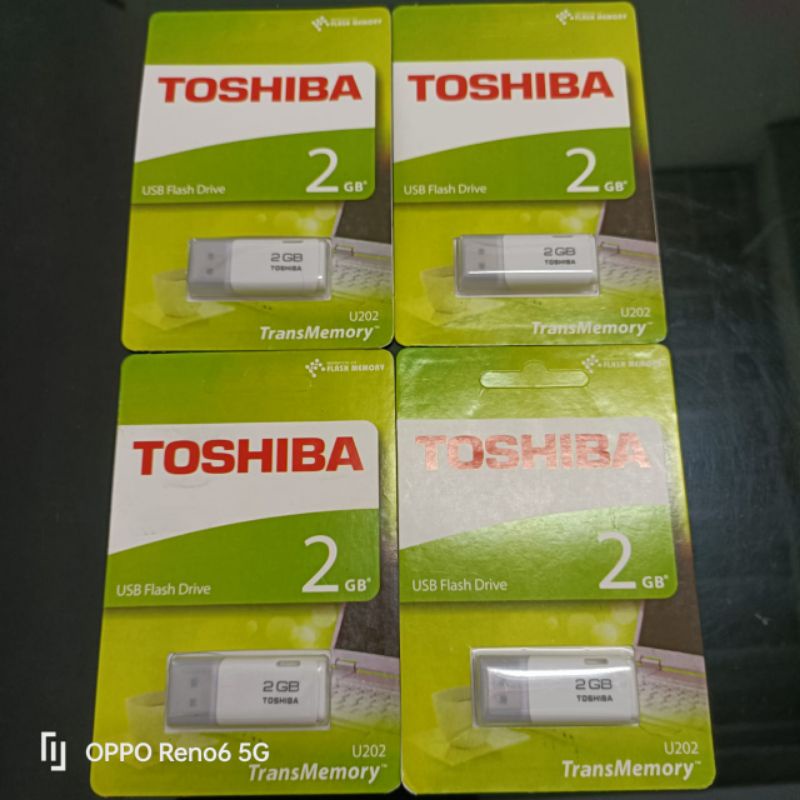 FLASH MEMORY
TOSHIBA
2 GB*
USB Flash Drive
2 GB
TOSHIBA
U202
TransMemory™
FLASH MEMORY
TOSHIBA
2 GB*
USB Flash Drive
2 GB
TOSHIBA
U202
TransMemory™
FLASH MEMORY
TOSHIBA
2 GB*
USB Flash Drive
2 GB
TOSHIBA
U202
TransMemory™
FLASH MEMORY
TOSHIBA
2 GB*
USB Flash Drive
2 GB
TOSHIBA
U202
TransMemory™
OPPO Reno6 5G